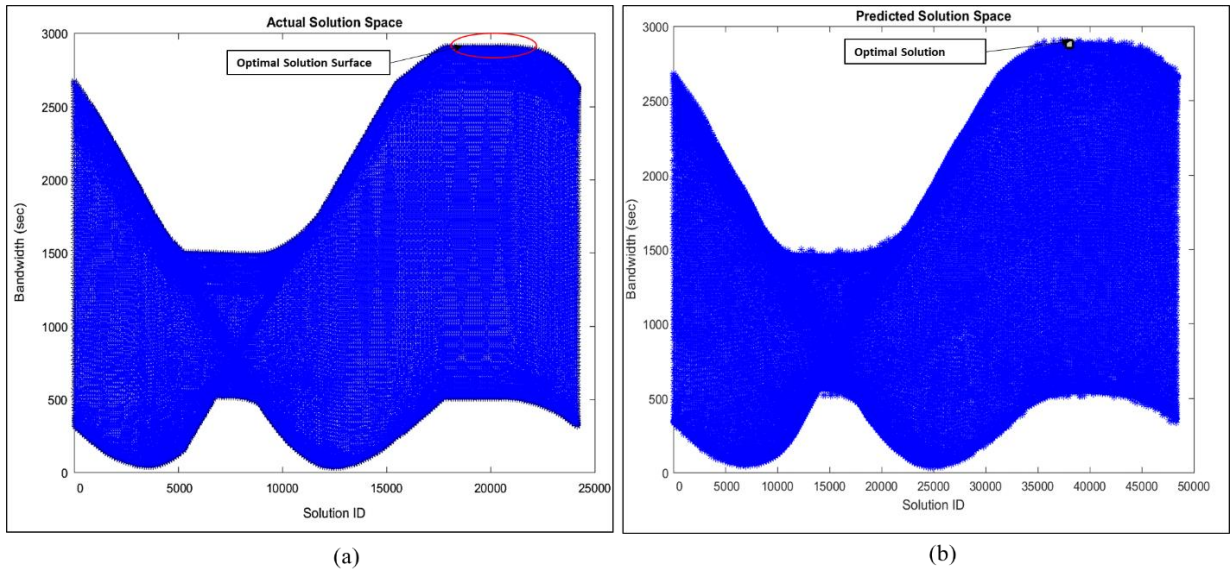 Actual Solution Space
3000
2500
2000
1500
1000
500
0
Bandwidth (sec)
Optimal Solution Surface
0 5000 10000 15000 20000 25000
Solution ID
(a)
Predicted Solution Space
3000
2500
2000
1500
1000
500
0
Bandwidth (sec)
Optimal Solution
0 5000 10000 15000 20000 25000 30000 35000 40000 45000 50000
Solution ID
(b)